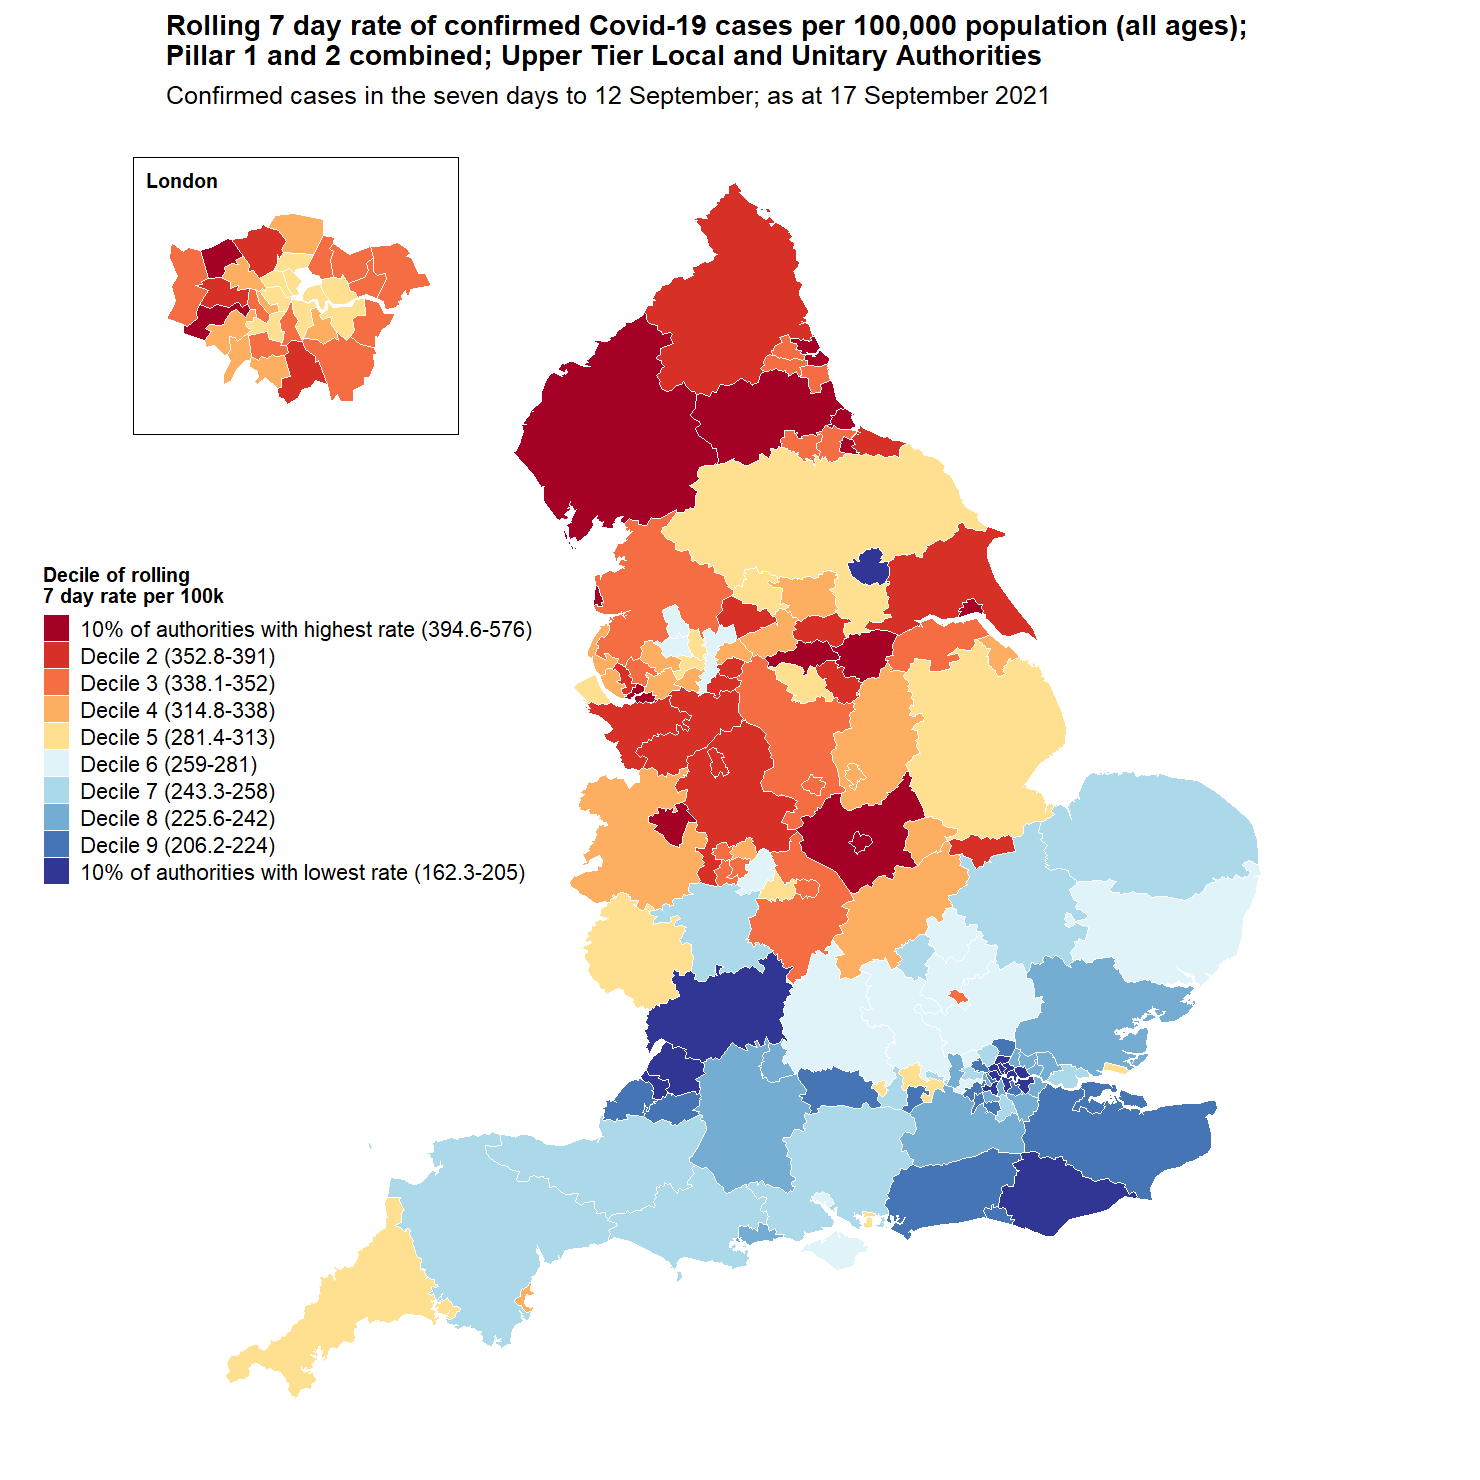 Rolling 7 day rate of confirmed Covid-19 cases per 100,000 population (all ages);
Pillar 1 and 2 combined; Upper Tier Local and Unitary Authorities
Confirmed cases in the seven days to 12 September; as at 17 September 2021
London
Decile of rolling
7 day rate per 100k
10% of authorities with highest rate (394.6-576)
Decile 2 (352.8-391)
Decile 3 (338.1-352)
Decile 4 (314.8-338)
Decile 5 (281.4-313)
Decile 6 (259-281)
Decile 7 (243.3-258)
Decile 8 (225.6-242)
Decile 9 (206.2-224)
10% of authorities with lowest rate (162.3-205)